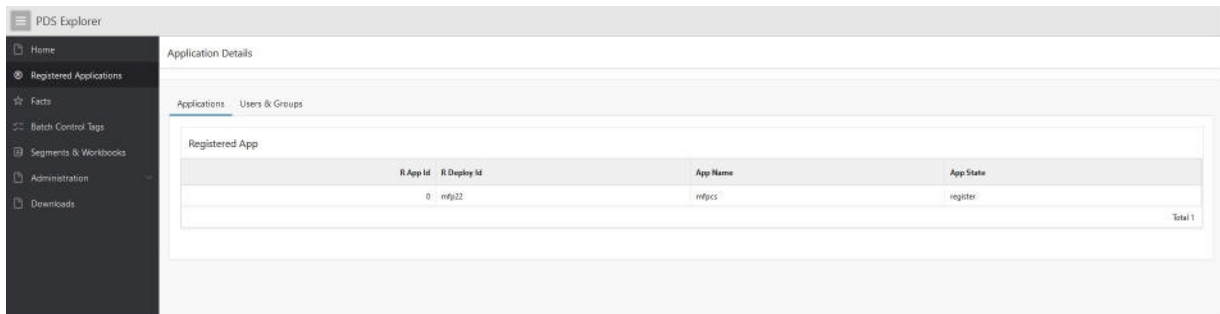 PDS Explorer
Home
Registered Applications
Facts
Batch Control Tags
Segments & Workbooks
Administration
Downloads
Application Details
Applications Users & Groups
Registered App
R App Id R Deploy Id App Name App State
0 mfp22 mfpcs register
Total 1